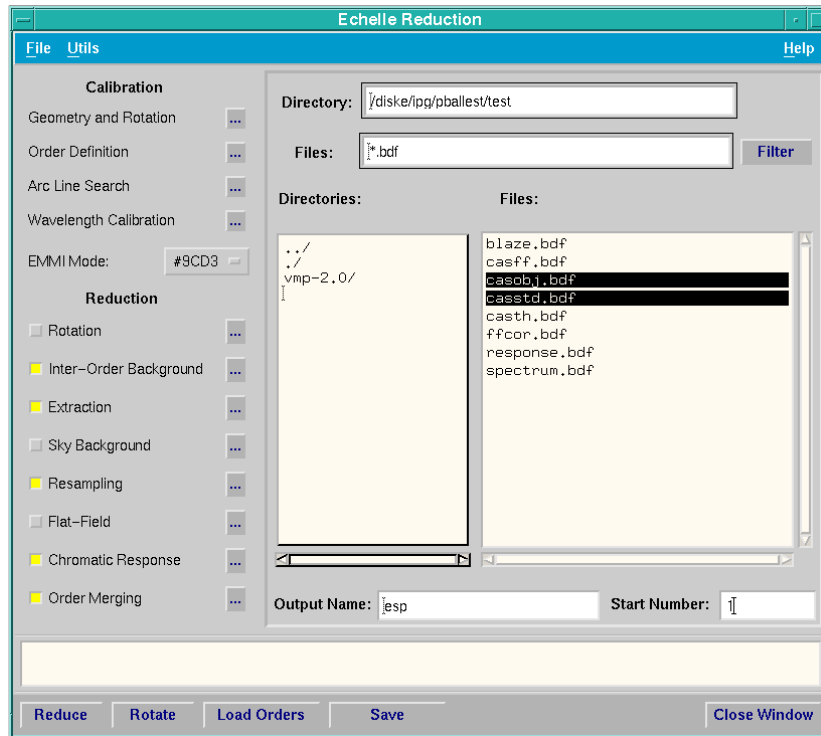 Echelle Reduction
File Utils Help
Calibration
Geometry and Rotation ...
Order Definition ...
Arc Line Search ...
Wavelength Calibration ...
EMMI Mode: #9CD3
Reduction
Rotation ...
Inter-Order Background ...
Extraction ...
Sky Background ...
Resampling ...
Flat-Field ...
Chromatic Response ...
Order Merging ...
Directory: /diske/ipg/pballest/test
Files: *.bdf Filter
Directories:
../
./
vmp-2.0/
Files:
blaze.bdf
casff.bdf
casobj.bdf
casstd.bdf
casth.bdf
ffcor.bdf
response.bdf
spectrum.bdf
Output Name: esp Start Number: 1
Reduce Rotate Load Orders Save Close Window